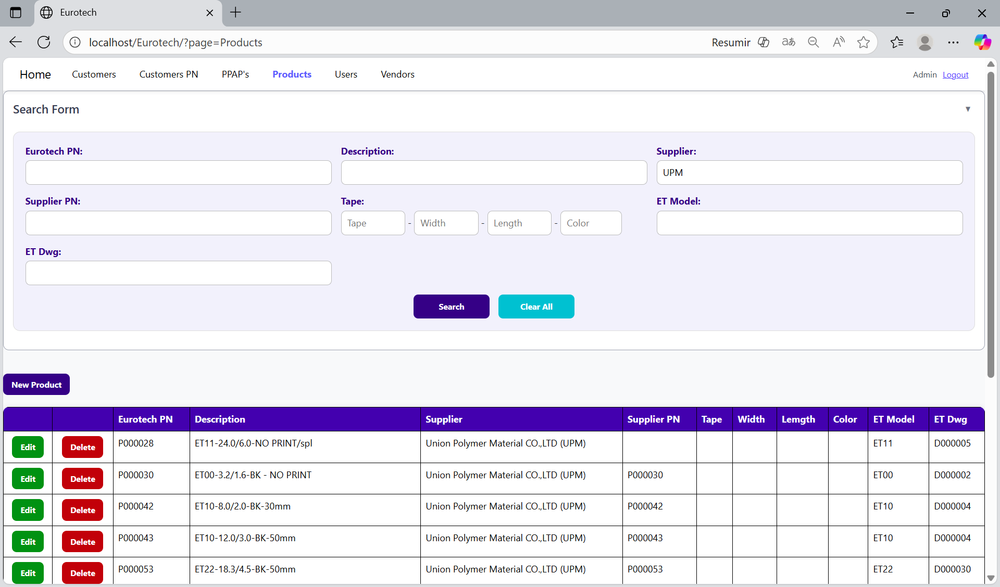 Eurotech
localhost/Eurotech/?page=Products
Resumir
Home Customers Customers PN PPAP's Products Users Vendors Admin Logout
Search Form
Eurotech PN: Description: Supplier:
UPM
Supplier PN: Tape: ET Model:
Tape - Width - Length - Color
ET Dwg:
Search Clear All
New Product
Eurotech PN Description Supplier Supplier PN Tape Width Lemgth Color ET Model ET Dwg
Edit Delete P000028 ET11-24.0/6.0-NO PRINT/spl Union Polymer Material CO.,LTD (UPM) ET11 D000005
Edit Delete P000030 ET00-3.2/1.6-BK - NO PRINT Union Polymer Material CO.,LTD (UPM) P000030 ET00 D000002
Edit Delete P000042 ET10-8.0/2.0-BK-30mm Union Polymer Material CO.,LTD (UPM) P000042 ET10 D000004
Edit Delete P000043 ET10-12.0/3.0-BK-50mm Union Polymer Material CO.,LTD (UPM) P000043 ET10 D000004
Edit Delete P000053 ET22-18.3/4.5-BK-50mm Union Polymer Material CO.,LTD (UPM) P000053 ET22 D000030